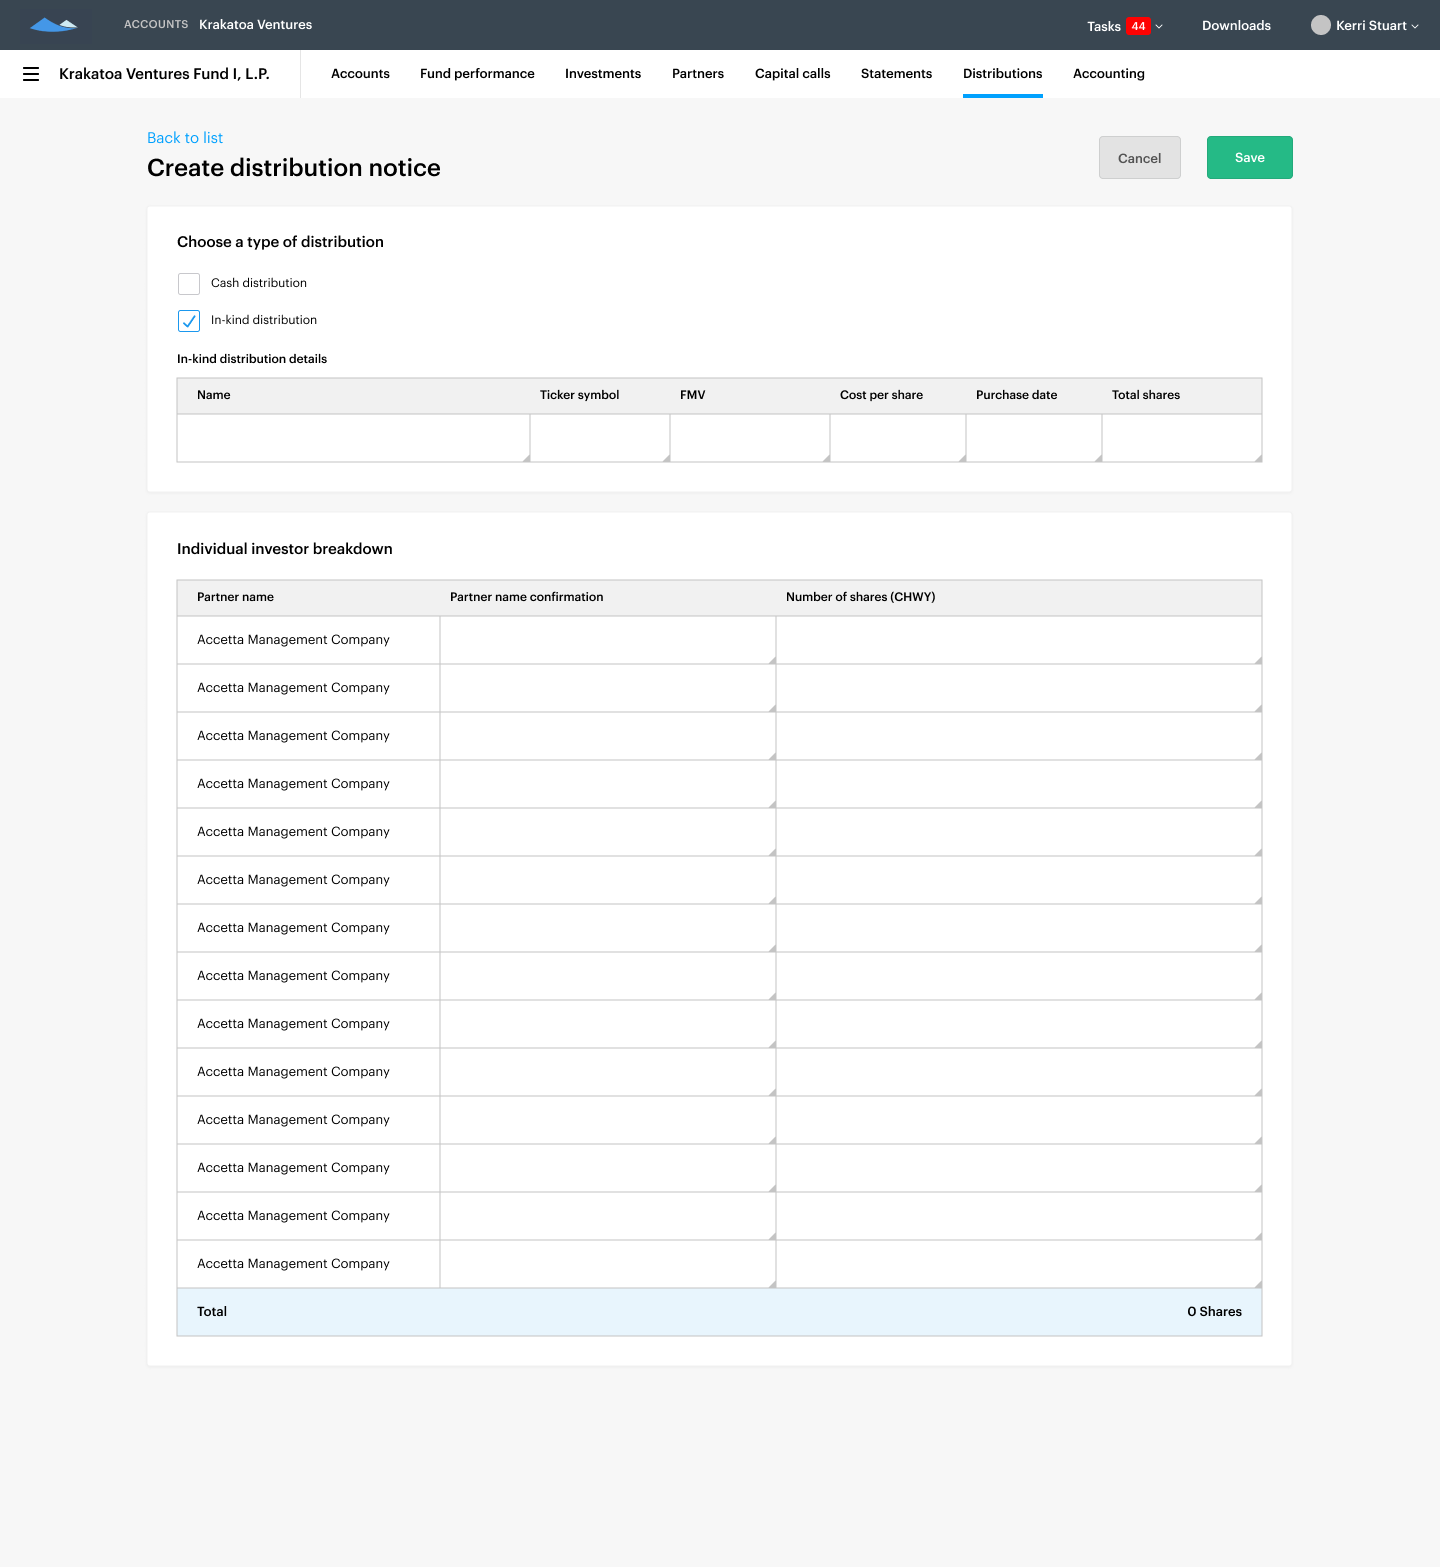 ACCOUNTS Krakatoa Ventures Tasks 44 Downloads Kerri Stuart
Krakatoa Ventures Fund I, L.P. Accounts Fund performance Investments Partners Capital calls Statements Distributions Accounting
Back to list
Create distribution notice
Cancel Save
Choose a type of distribution
Cash distribution
In-kind distribution
In-kind distribution details
Name Ticker symbol FMV Cost per share Purchase date Total shares
Individual investor breakdown
Partner name Partner name confirmation Number of shares (CHWY)
Accetta Management Company
Accetta Management Company
Accetta Management Company
Accetta Management Company
Accetta Management Company
Accetta Management Company
Accetta Management Company
Accetta Management Company
Accetta Management Company
Accetta Management Company
Accetta Management Company
Accetta Management Company
Accetta Management Company
Accetta Management Company
Total 0 Shares